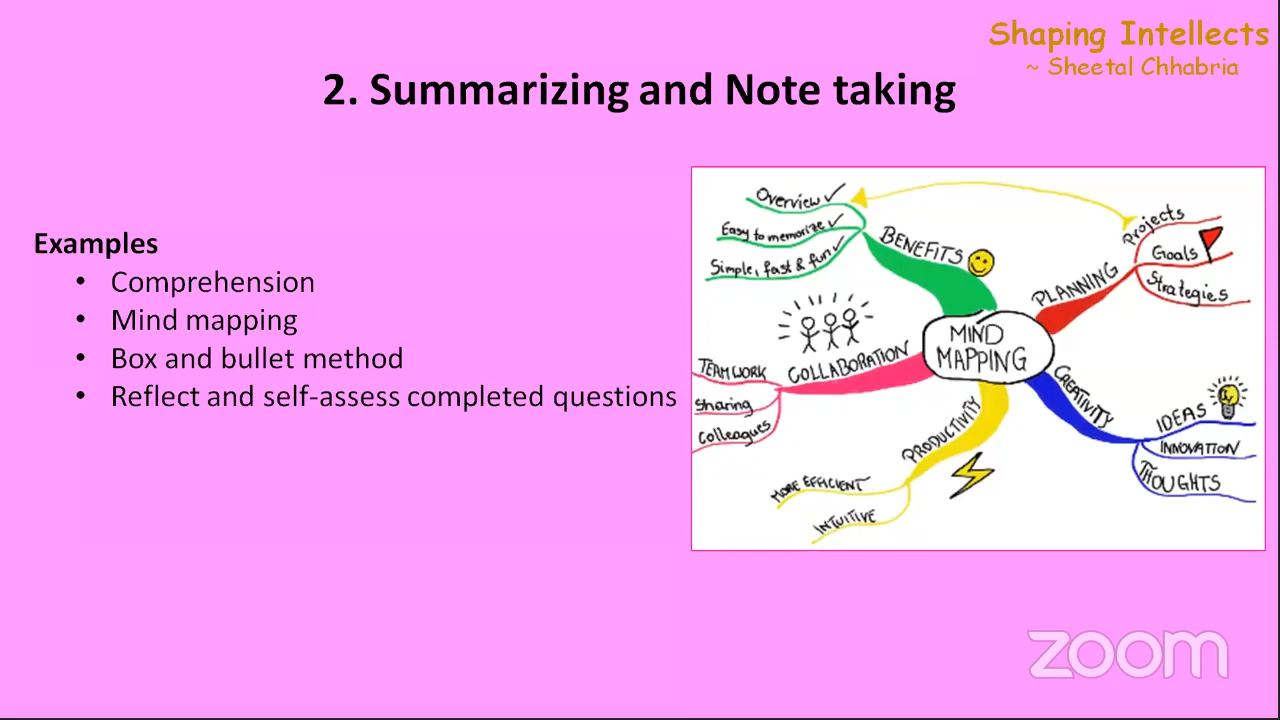 Shaping Intellects
~ Sheetal Chhabria
2. Summarizing and Note taking
Examples
• Comprehension
• Mind mapping
• Box and bullet method
• Reflect and self-assess completed questions
Overview ✓
Easy to memorize ✓
Simple, fast & fun ✓
BENEFITS
Projects
Goals
Strategies
PLANNING
MIND
MAPPING
COLLABORATION
TEAMWORK
Sharing
Colleagues
CREATIVITY
IDEAS
INNOVATION
THOUGHTS
PRODUCTIVITY
MORE EFFICIENT
INTUITIVE
zoom